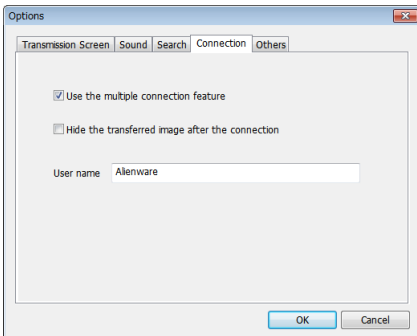 Options
Transmission Screen Sound Search Connection Others
Use the multiple connection feature
Hide the transferred image after the connection
User name Alienware
OK Cancel